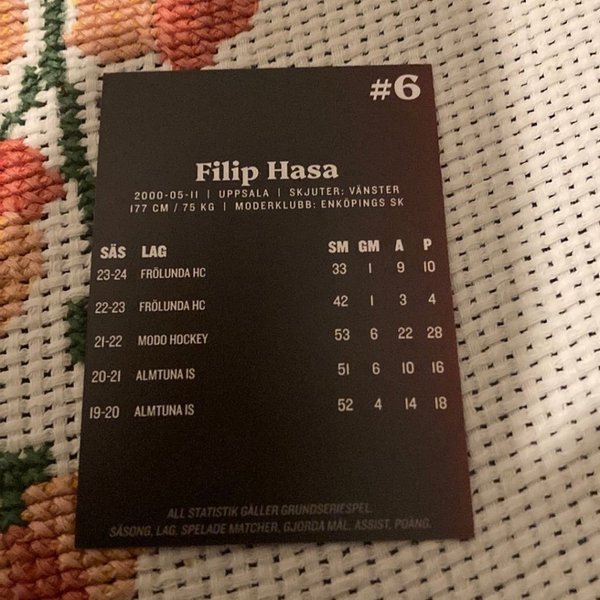 #6
Filip Hasa
2000-05-11 | UPPSALA | SKJUTER: VÄNSTER
177 CM / 75 KG | MODERKLUBB: ENKÖPINGS SK
SÄS LAG SM GM A P
23-24 FRÖLUNDA HC 33 1 9 10
22-23 FRÖLUNDA HC 42 1 3 4
21-22 MODO HOCKEY 53 6 22 28
20-21 ALMTUNA IS 51 6 10 16
19-20 ALMTUNA IS 52 4 14 18
ALL STATISTIK GÄLLER GRUNDSERIESPEL.
SÄSONG, LAG, SPELADE MATCHER, GJORDA MÅL, ASSIST, POÄNG.